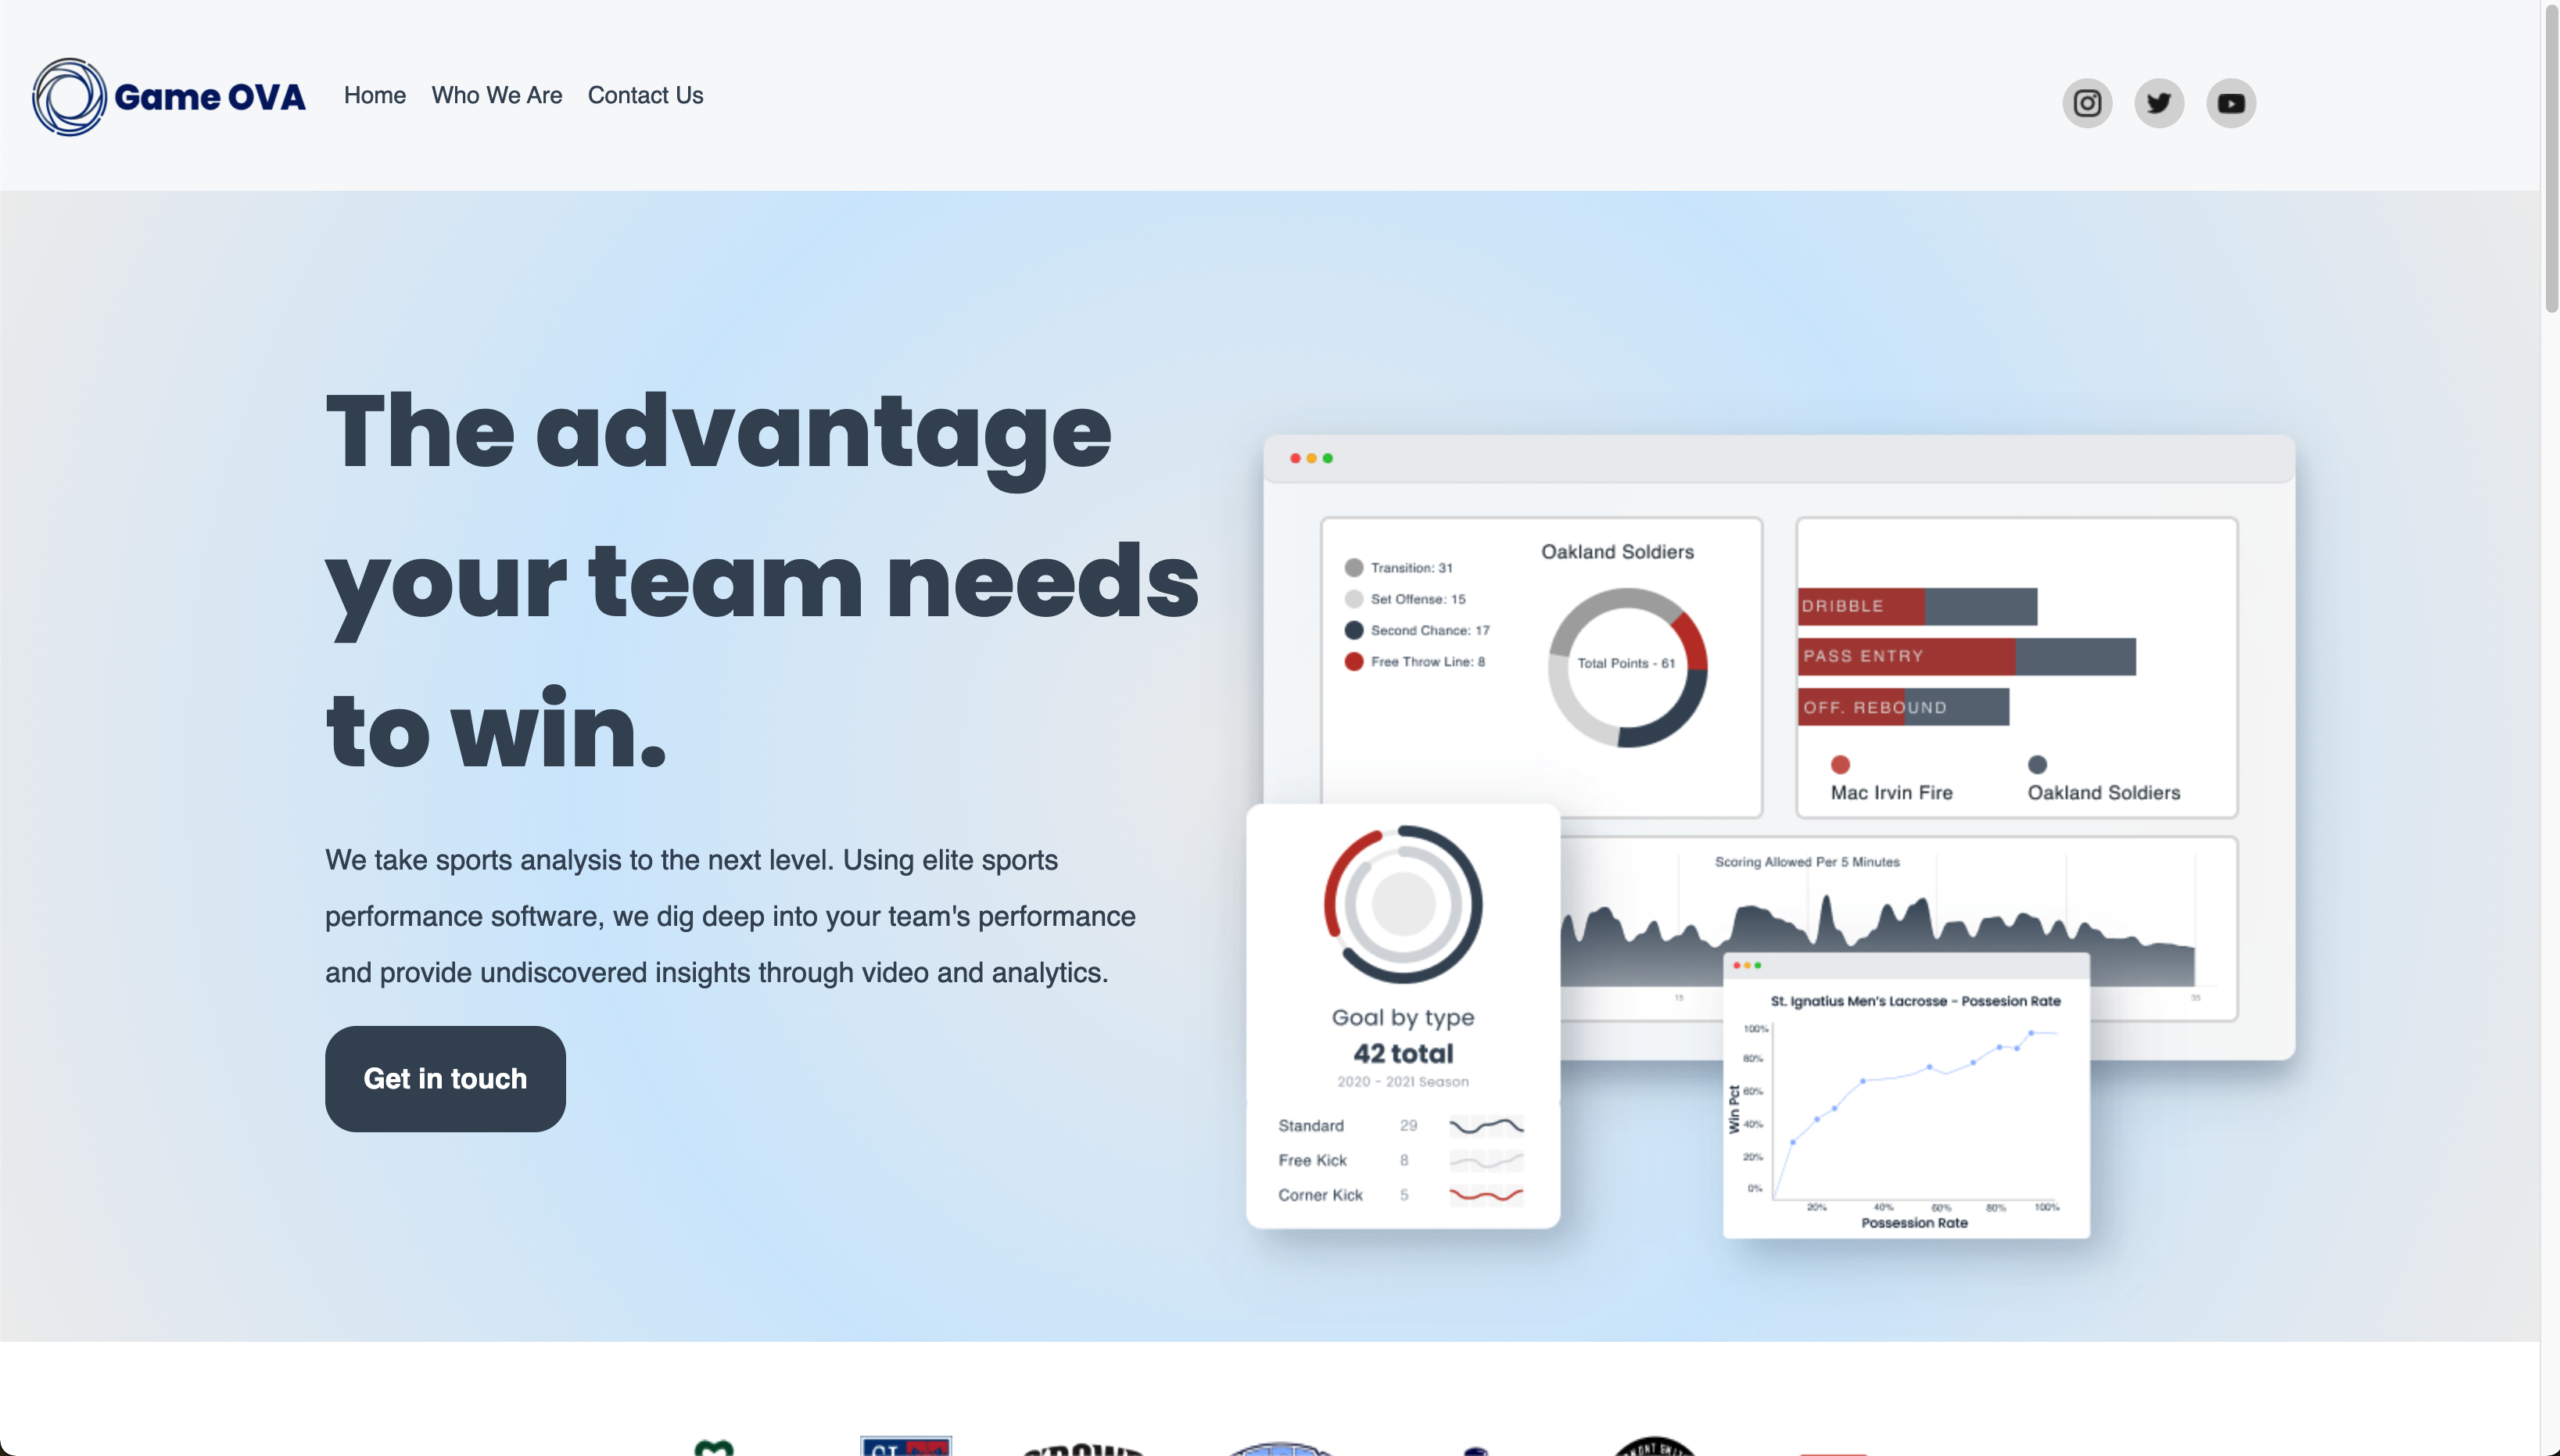 Game OVA
Home
Who We Are
Contact Us
The advantage
your team needs
to win.
We take sports analysis to the next level. Using elite sports
performance software, we dig deep into your team's performance
and provide undiscovered insights through video and analytics.
Get in touch
Oakland Soldiers
Transition: 31
Set Offense: 15
Second Chance: 17
Free Throw Line: 8
Total Points - 61
DRIBBLE
PASS ENTRY
OFF. REBOUND
Mac Irvin Fire
Oakland Soldiers
Scoring Allowed Per 5 Minutes
15
35
Goal by type
42 total
2020 - 2021 Season
Standard 29
Free Kick 8
Corner Kick 5
St. Ignatius Men's Lacrosse - Possesion Rate
100%
80%
60%
40%
20%
0%
Win Pct
20% 40% 60% 80% 100%
Possession Rate